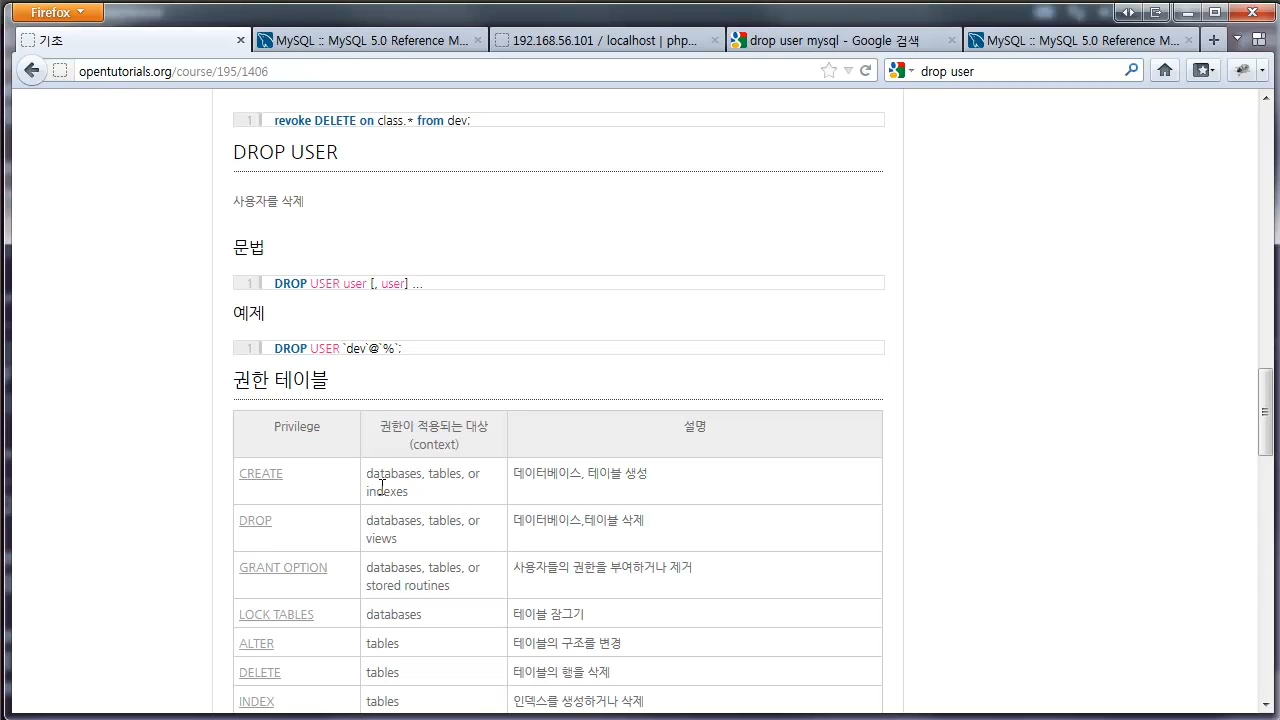 Firefox
기초
MySQL :: MySQL 5.0 Reference M...
192.168.56.101 / localhost | php...
drop user mysql - Google 검색
MySQL :: MySQL 5.0 Reference M...
opentutorials.org/course/195/1406
drop user
1 revoke DELETE on class.* from dev;
DROP USER
사용자를 삭제
문법
1 DROP USER user [, user] ...
예제
1 DROP USER `dev`@`%`;
권한 테이블
Privilege
권한이 적용되는 대상
(context)
설명
CREATE
databases, tables, or
indexes
데이터베이스, 테이블 생성
DROP
databases, tables, or
views
데이터베이스,테이블 삭제
GRANT OPTION
databases, tables, or
stored routines
사용자들의 권한을 부여하거나 제거
LOCK TABLES
databases
테이블 잠그기
ALTER
tables
테이블의 구조를 변경
DELETE
tables
테이블의 행을 삭제
INDEX
tables
인덱스를 생성하거나 삭제